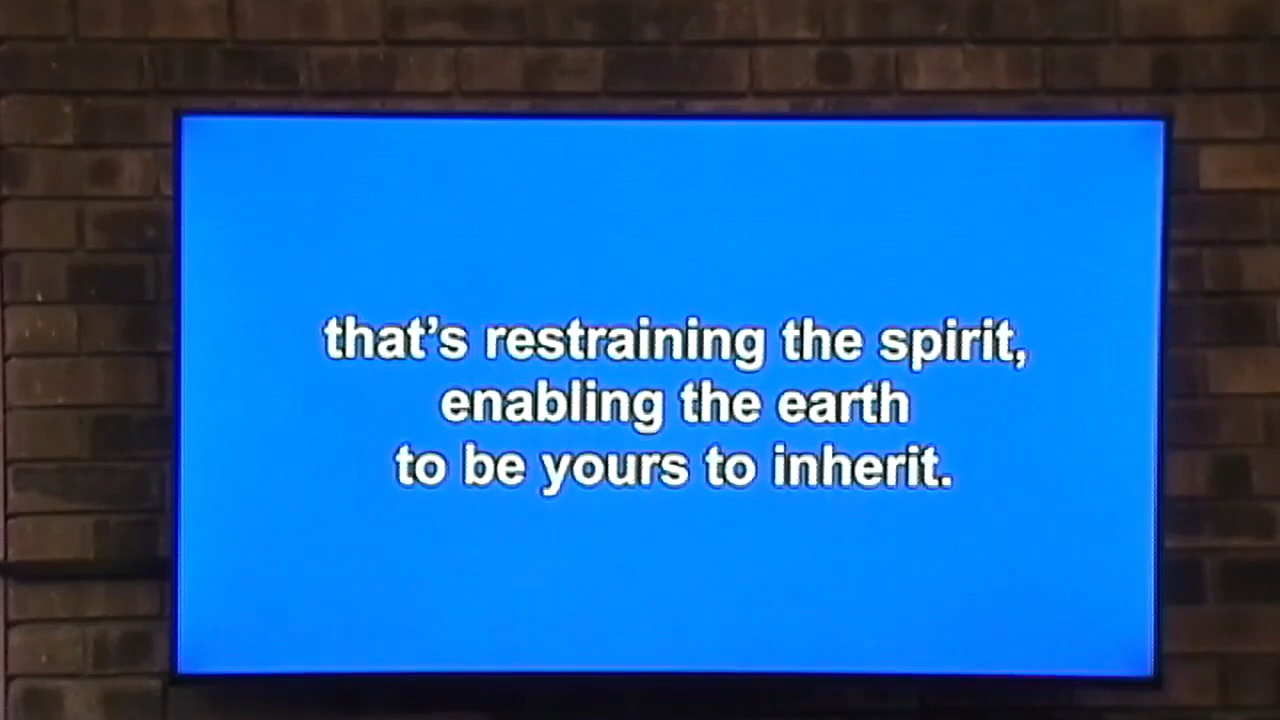 that’s restraining the spirit,
enabling the earth
to be yours to inherit.